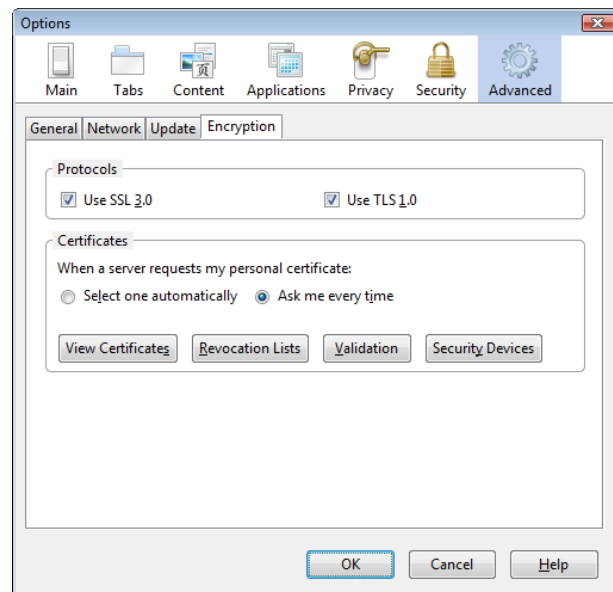 Options
Main Tabs Content Applications Privacy Security Advanced
General Network Update Encryption
Protocols
Use SSL 3.0 Use TLS 1.0
Certificates
When a server requests my personal certificate:
Select one automatically Ask me every time
View Certificates Revocation Lists Validation Security Devices
OK Cancel Help